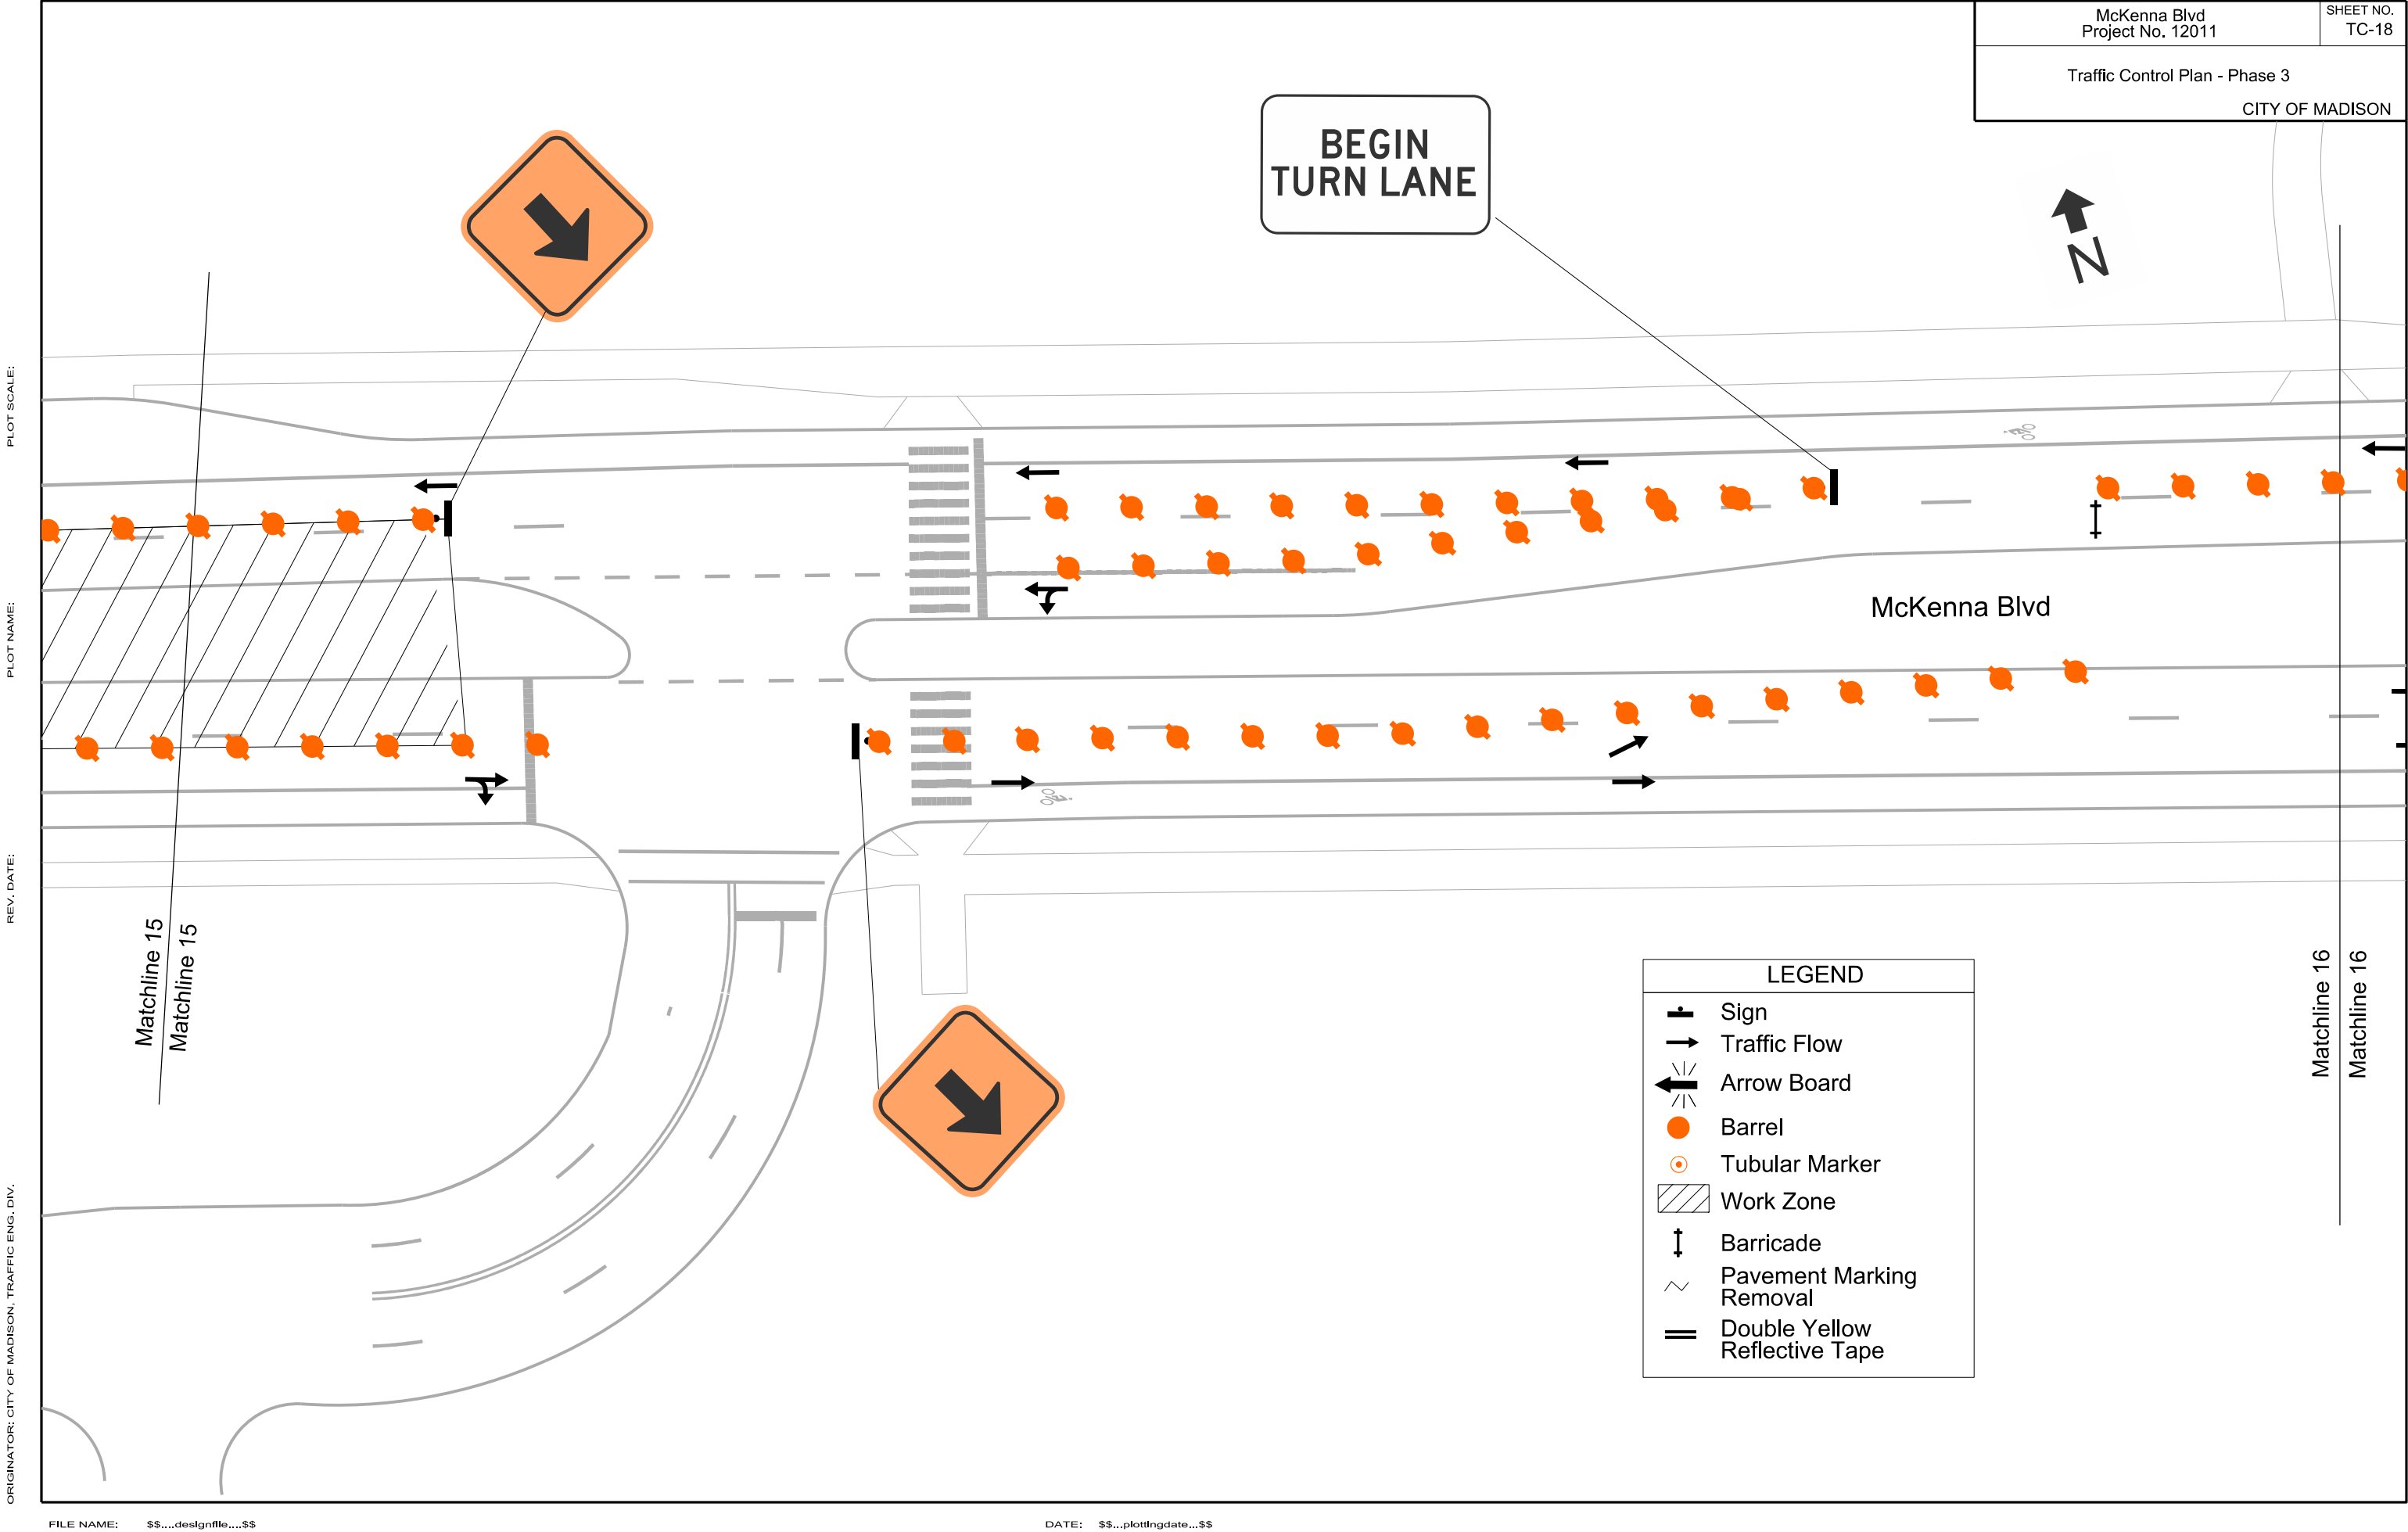 McKenna Blvd
Project No. 12011
SHEET NO.
TC-18
Traffic Control Plan - Phase 3
CITY OF MADISON
BEGIN
TURN LANE
N
McKenna Blvd
Matchline 15
Matchline 15
Matchline 16
Matchline 16
LEGEND
Sign
Traffic Flow
Arrow Board
Barrel
Tubular Marker
Work Zone
Barricade
Pavement Marking
Removal
Double Yellow
Reflective Tape
PLOT SCALE:
PLOT NAME:
REV. DATE:
ORIGINATOR: CITY OF MADISON, TRAFFIC ENG. DIV.
FILE NAME: $$....designfile....$$
DATE: $$...plottingdate...$$